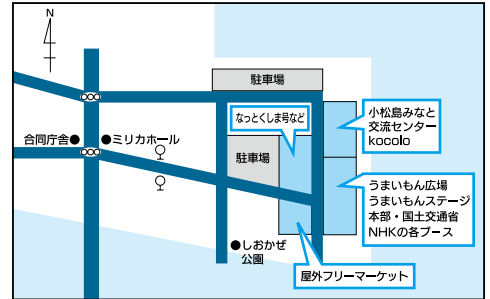 N
駐車場
なっとくしま号など
小松島みなと
交流センター
kocolo
合同庁舎●
●ミリカホール
駐車場
うまいもん広場
うまいもんステージ
本部・国土交通省
NHKの各ブース
●しおかぜ
公園
屋外フリーマーケット